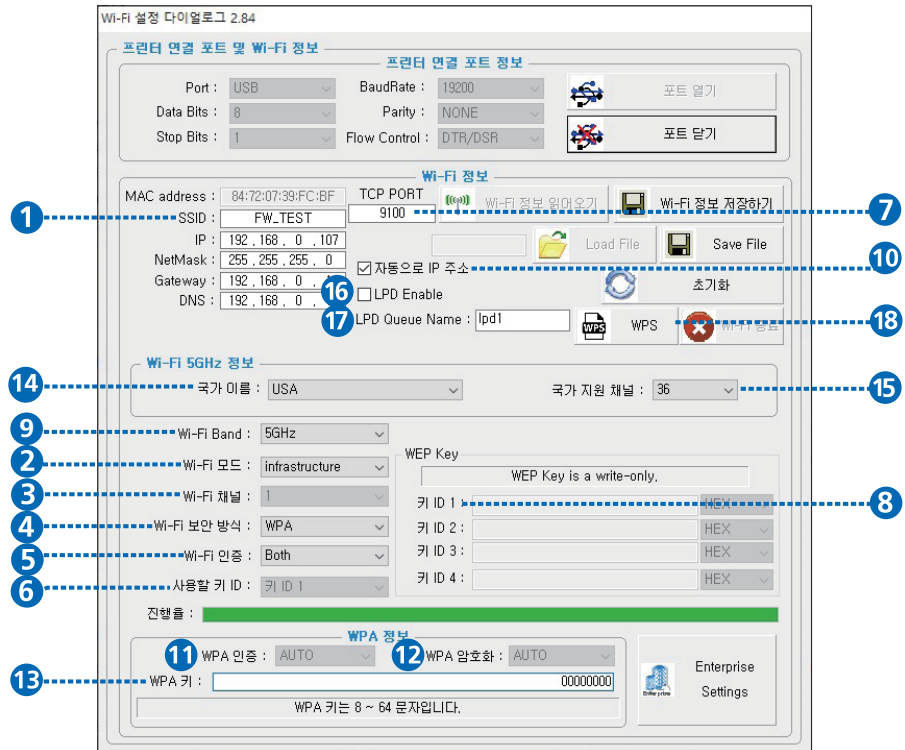 Wi-Fi 설정 다이얼로그 2.84
프린터 연결 포트 및 Wi-Fi 정보
프린터 연결 포트 정보
Port : USB BaudRate : 19200 포트 열기
Data Bits : 8 Parity : NONE
Stop Bits : 1 Flow Control : DTR/DSR 포트 닫기
Wi-Fi 정보
MAC address : 84:72:07:39:FC:BF TCP PORT Wi-Fi 정보 읽어오기 Wi-Fi 정보 저장하기
1 SSID : FW_TEST 9100 7
IP : 192 . 168 . 0 . 107 Load File Save File
NetMask : 255 . 255 . 255 . 0 자동으로 IP 주소 10
Gateway : 192 . 168 . 0 . 초기화
16 LPD Enable
DNS : 192 . 168 . 0 .
17 LPD Queue Name : lpd1 WPS WPS 18
Wi-Fi 종료
Wi-Fi 5GHz 정보
14 국가 이름 : USA 국가 지원 채널 : 36 15
9 Wi-Fi Band : 5GHz
2 Wi-Fi 모드 : infrastructure
3 Wi-Fi 채널 : 1
4 Wi-Fi 보안 방식 : WPA
5 Wi-Fi 인증 : Both
6 사용할 키 ID : 키 ID 1
WEP Key
WEP Key is a write-only.
키 ID 1 : HEX 8
키 ID 2 : HEX
키 ID 3 : HEX
키 ID 4 : HEX
진행율 :
WPA 정보
11 WPA 인증 : AUTO 12 WPA 암호화 : AUTO
13 WPA 키 : 00000000
WPA 키는 8 ~ 64 문자입니다.
Enterprise
Enterprise
Settings